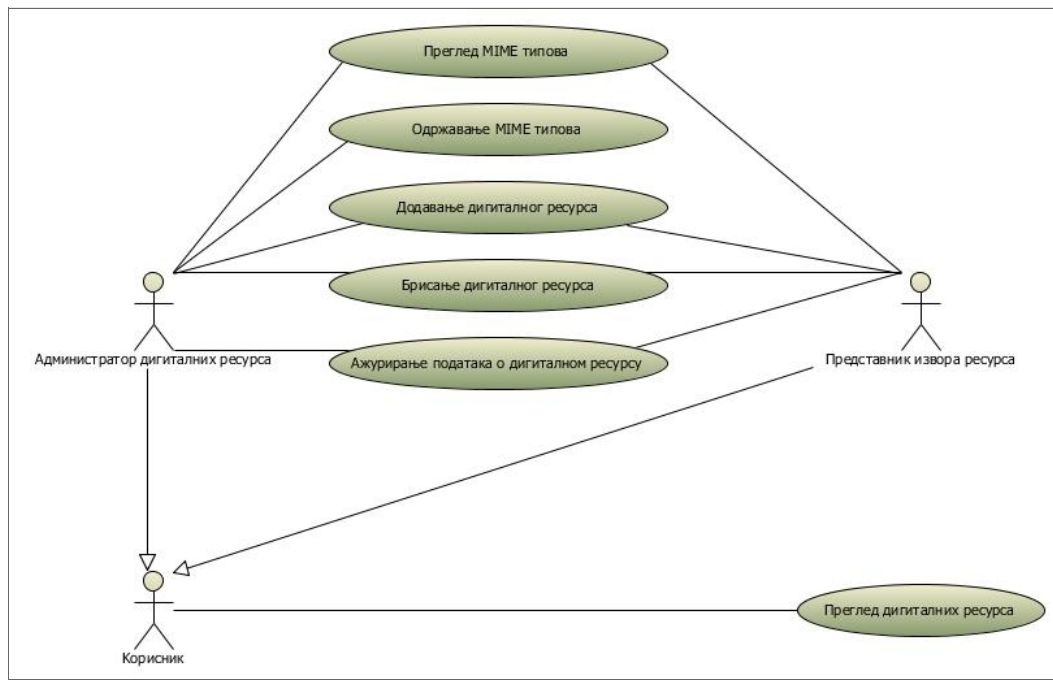 Преглед MIME типова
Одржавање MIME типова
Додавање дигиталног ресурса
Брисање дигиталног ресурса
Ажурирање података о дигиталном ресурсу
Администратор дигиталних ресурса
Представник извора ресурса
Преглед дигиталних ресурса
Корисник